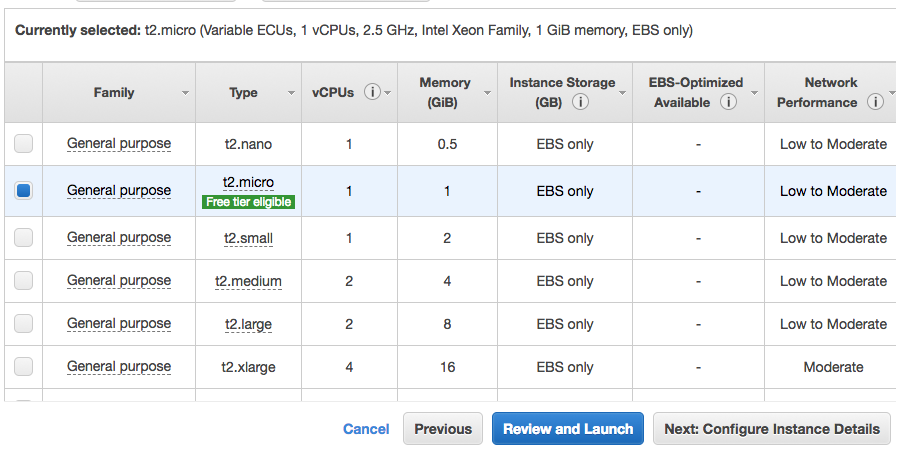 Currently selected: t2.micro (Variable ECUs, 1 vCPUs, 2.5 GHz, Intel Xeon Family, 1 GiB memory, EBS only)
Family Type vCPUs i Memory (GiB) Instance Storage (GB) i EBS-Optimized Available i Network Performance i
General purpose t2.nano 1 0.5 EBS only - Low to Moderate
General purpose t2.micro 1 1 EBS only - Low to Moderate
Free tier eligible
General purpose t2.small 1 2 EBS only - Low to Moderate
General purpose t2.medium 2 4 EBS only - Low to Moderate
General purpose t2.large 2 8 EBS only - Low to Moderate
General purpose t2.xlarge 4 16 EBS only - Moderate
Cancel Previous Review and Launch Next: Configure Instance Details